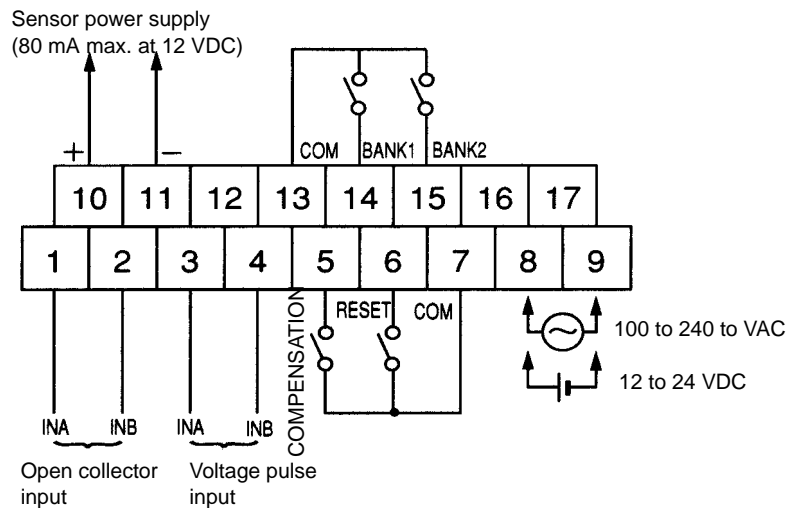 Sensor power supply
(80 mA max. at 12 VDC)
+ −
COM BANK1 BANK2
10 11 12 13 14 15 16 17
1 2 3 4 5 6 7 8 9
COMPENSATION
RESET COM
100 to 240 to VAC
12 to 24 VDC
INA INB INA INB
Open collector
input
Voltage pulse
input